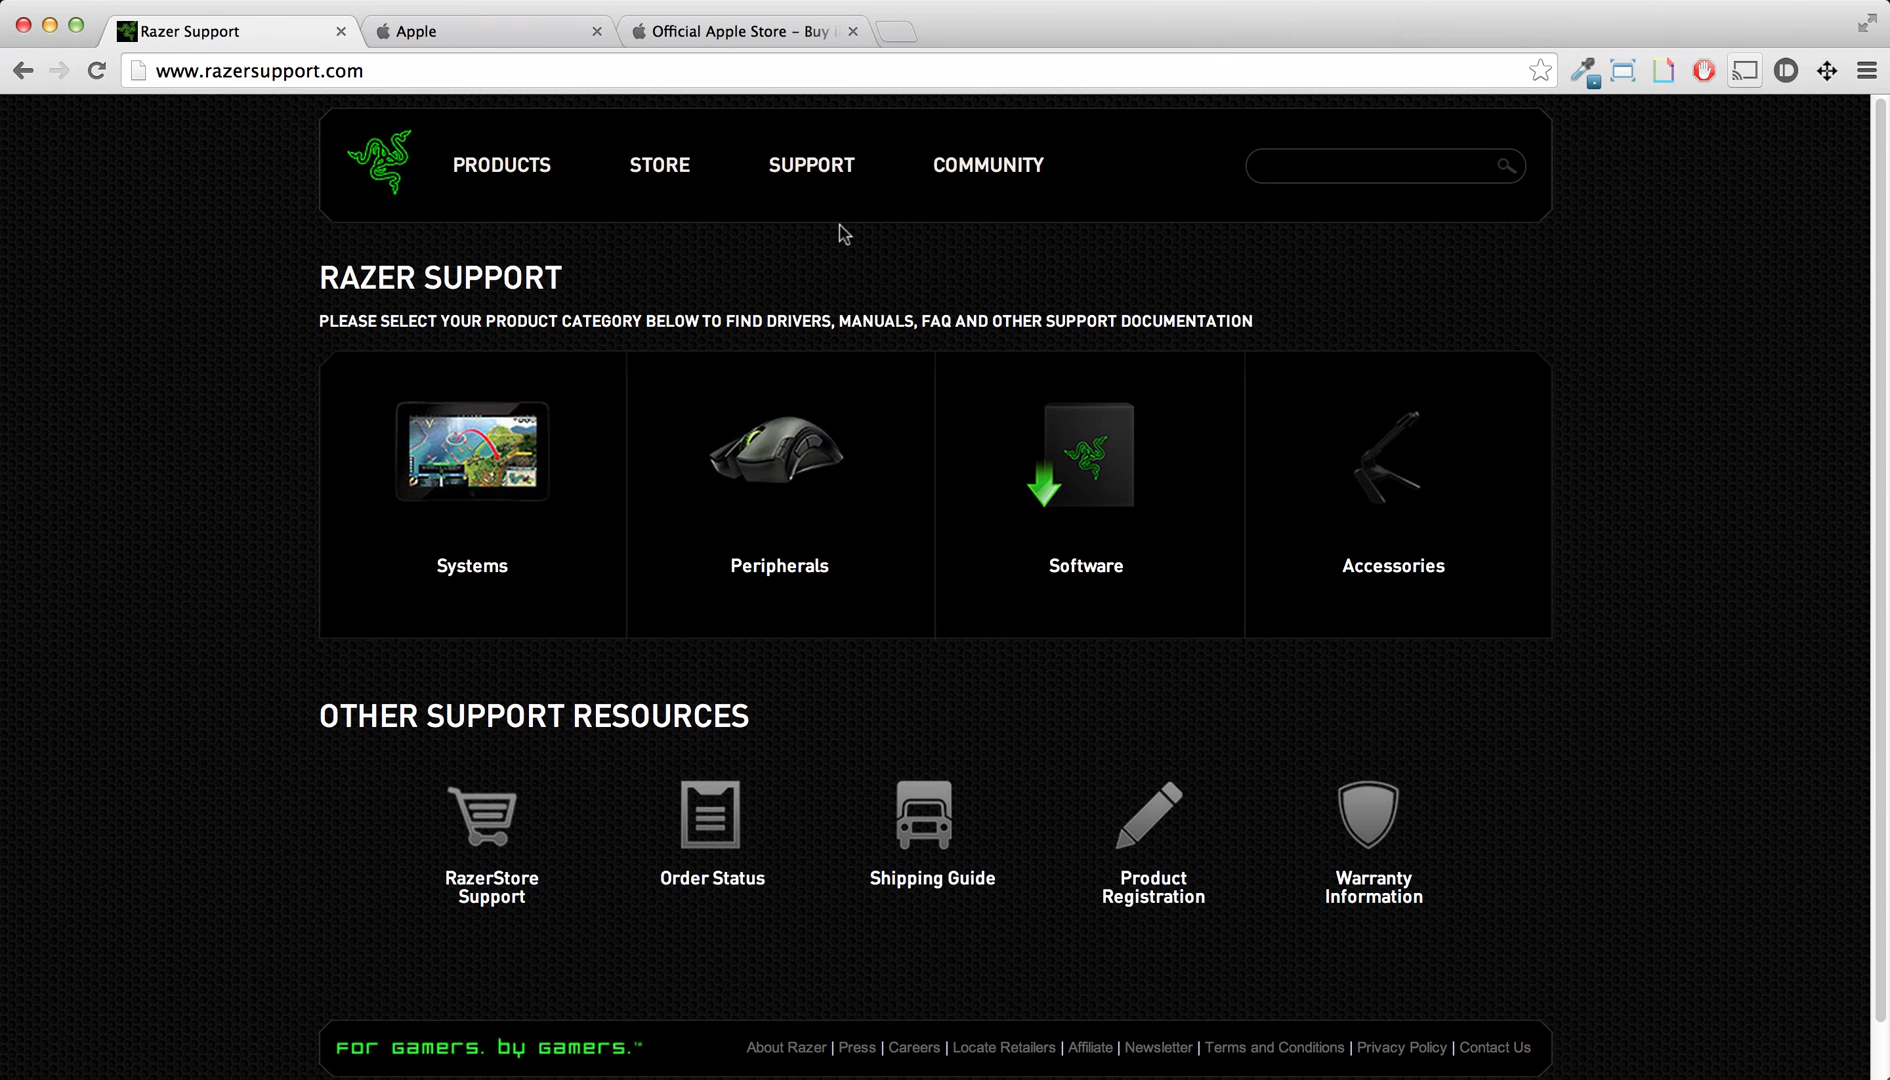 Razer Support
Apple
Official Apple Store – Buy
www.razersupport.com
PRODUCTS STORE SUPPORT COMMUNITY
RAZER SUPPORT
PLEASE SELECT YOUR PRODUCT CATEGORY BELOW TO FIND DRIVERS, MANUALS, FAQ AND OTHER SUPPORT DOCUMENTATION
Systems Peripherals Software Accessories
OTHER SUPPORT RESOURCES
RazerStore
Support
Order Status
Shipping Guide
Product
Registration
Warranty
Information
FOR GAMERS. BY GAMERS.™
About Razer | Press | Careers | Locate Retailers | Affiliate | Newsletter | Terms and Conditions | Privacy Policy | Contact Us